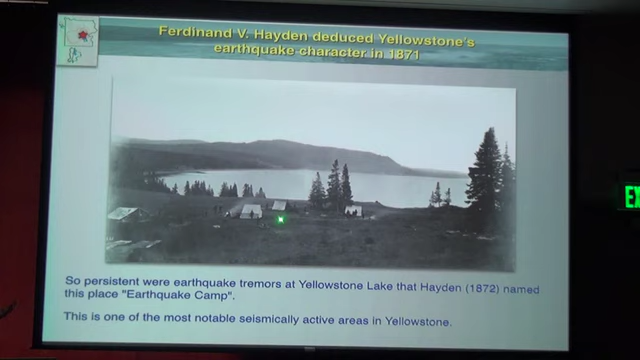 Ferdinand V. Hayden deduced Yellowstone's
earthquake character in 1871
So persistent were earthquake tremors at Yellowstone Lake that Hayden (1872) named
this place "Earthquake Camp".
This is one of the most notable seismically active areas in Yellowstone.
EX